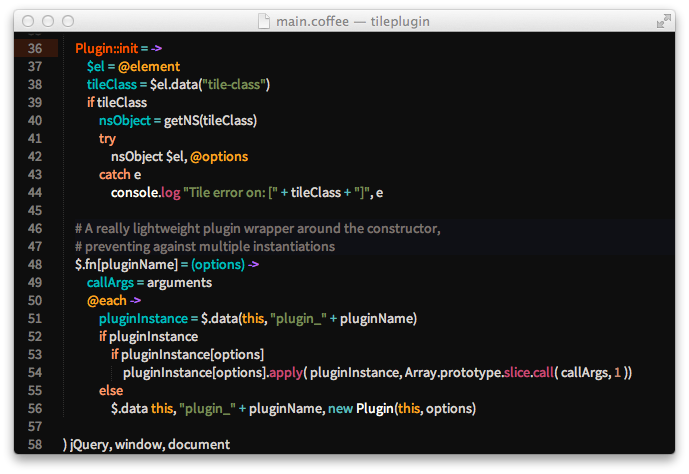 main.coffee — tileplugin
36 Plugin::init = ->
37 $el = @element
38 tileClass = $el.data("tile-class")
39 if tileClass
40 nsObject = getNS(tileClass)
41 try
42 nsObject $el, @options
43 catch e
44 console.log "Tile error on: [" + tileClass + "]", e
45
46 # A really lightweight plugin wrapper around the constructor,
47 # preventing against multiple instantiations
48 $.fn[pluginName] = (options) ->
49 callArgs = arguments
50 @each ->
51 pluginInstance = $.data(this, "plugin_" + pluginName)
52 if pluginInstance
53 if pluginInstance[options]
54 pluginInstance[options].apply( pluginInstance, Array.prototype.slice.call( callArgs, 1 ))
55 else
56 $.data this, "plugin_" + pluginName, new Plugin(this, options)
57
58 ) jQuery, window, document